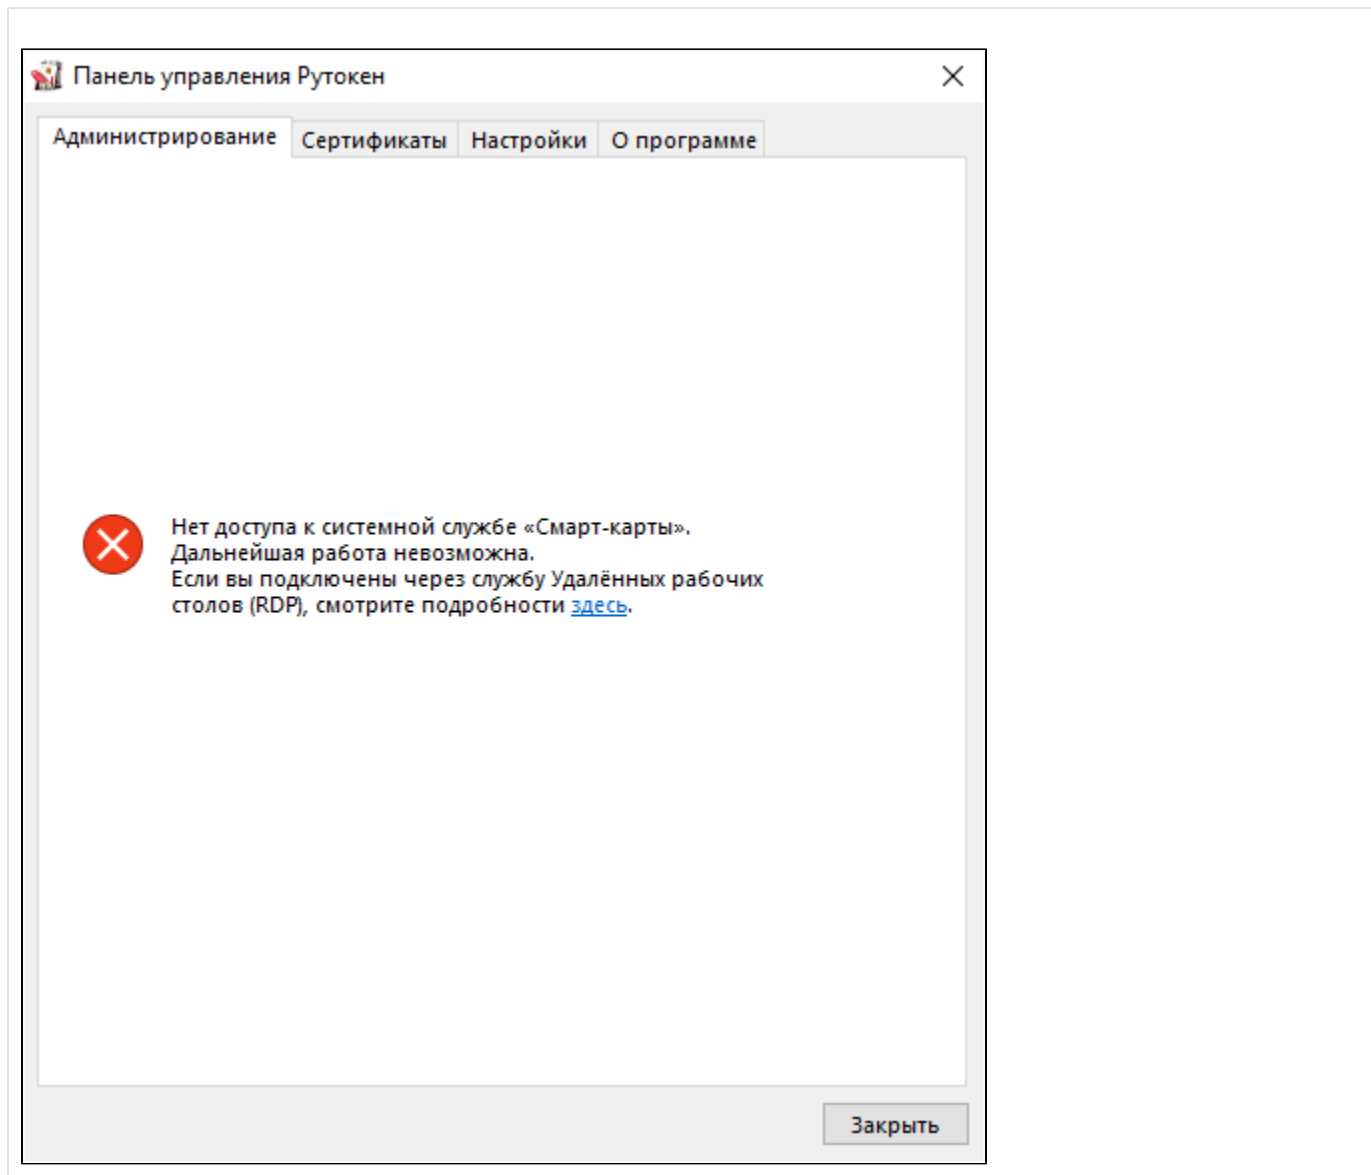 Панель управления Рутокен
Администрирование Сертификаты Настройки О программе
Нет доступа к системной службе «Смарт-карты».
Дальнейшая работа невозможна.
Если вы подключены через службу Удалённых рабочих
столов (RDP), смотрите подробности здесь.
Закрыть